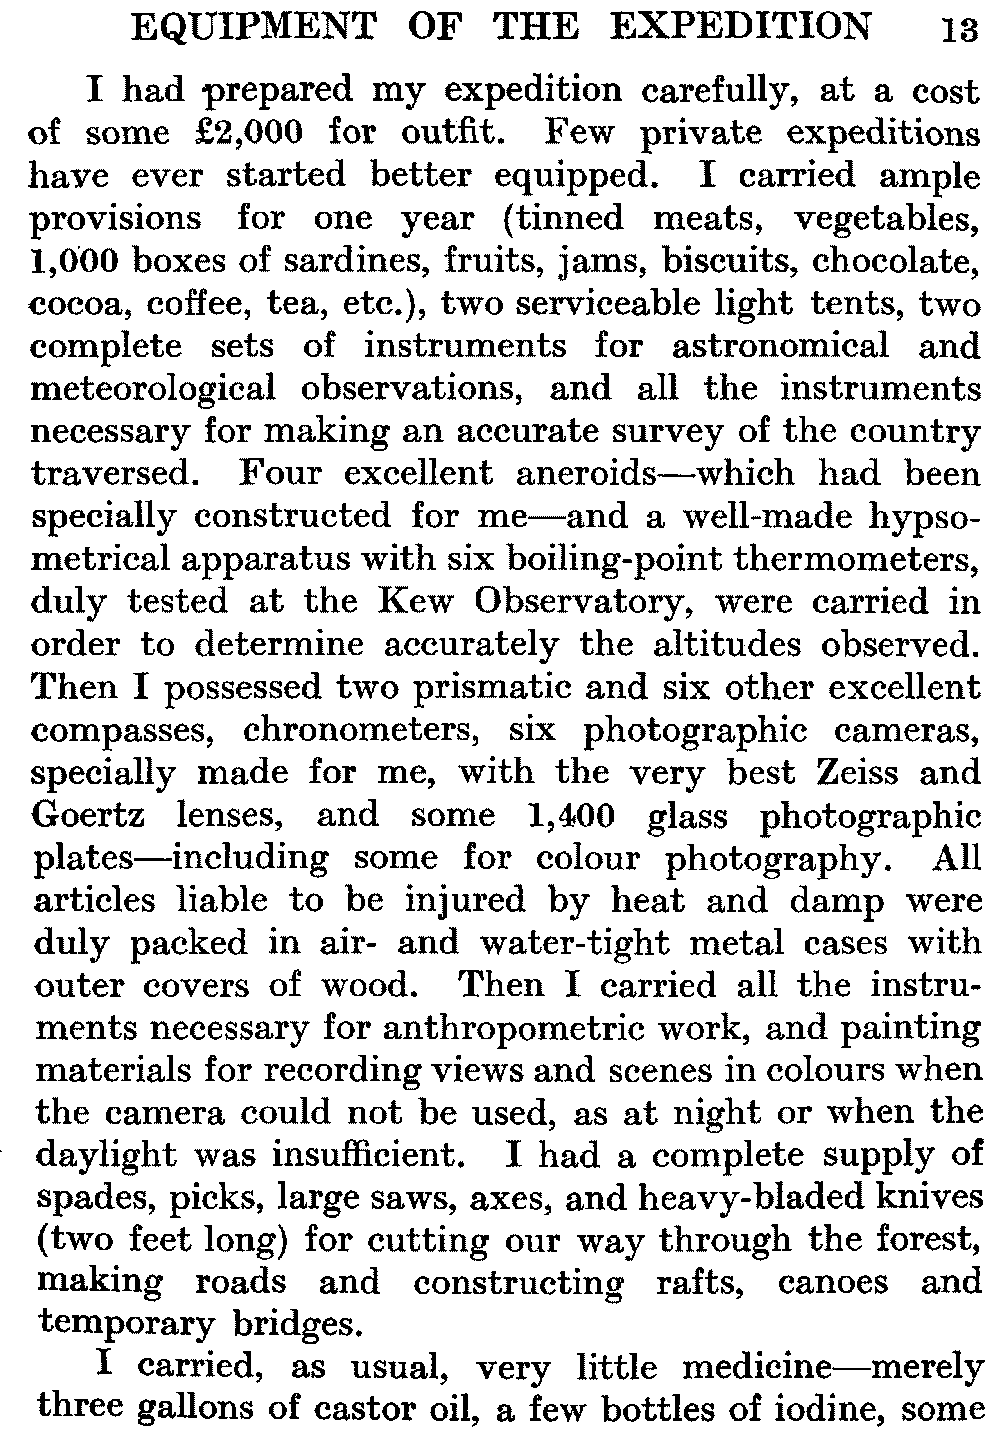 EQUIPMENT OF THE EXPEDITION 13
I had prepared my expedition carefully, at a cost
of some £2,000 for outfit. Few private expeditions
have ever started better equipped. I carried ample
provisions for one year (tinned meats, vegetables,
1,000 boxes of sardines, fruits, jams, biscuits, chocolate,
cocoa, coffee, tea, etc.), two serviceable light tents, two
complete sets of instruments for astronomical and
meteorological observations, and all the instruments
necessary for making an accurate survey of the country
traversed. Four excellent aneroids—which had been
specially constructed for me—and a well-made hypso-
metrical apparatus with six boiling-point thermometers,
duly tested at the Kew Observatory, were carried in
order to determine accurately the altitudes observed.
Then I possessed two prismatic and six other excellent
compasses, chronometers, six photographic cameras,
specially made for me, with the very best Zeiss and
Goertz lenses, and some 1,400 glass photographic
plates—including some for colour photography. All
articles liable to be injured by heat and damp were
duly packed in air- and water-tight metal cases with
outer covers of wood. Then I carried all the instru-
ments necessary for anthropometric work, and painting
materials for recording views and scenes in colours when
the camera could not be used, as at night or when the
daylight was insufficient. I had a complete supply of
spades, picks, large saws, axes, and heavy-bladed knives
(two feet long) for cutting our way through the forest,
making roads and constructing rafts, canoes and
temporary bridges.
I carried, as usual, very little medicine—merely
three gallons of castor oil, a few bottles of iodine, some